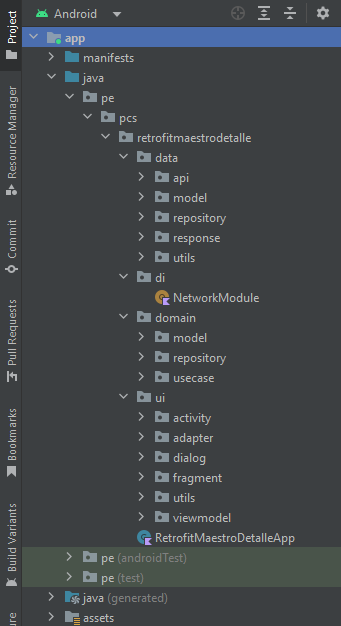 Project
Resource Manager
Commit
Pull Requests
Bookmarks
Build Variants
Android
app
manifests
java
pe
pcs
retrofitmaestrodetalle
data
api
model
repository
response
utils
di
NetworkModule
domain
model
repository
usecase
ui
activity
adapter
dialog
fragment
utils
viewmodel
RetrofitMaestroDetalleApp
pe (androidTest)
pe (test)
java (generated)
assets